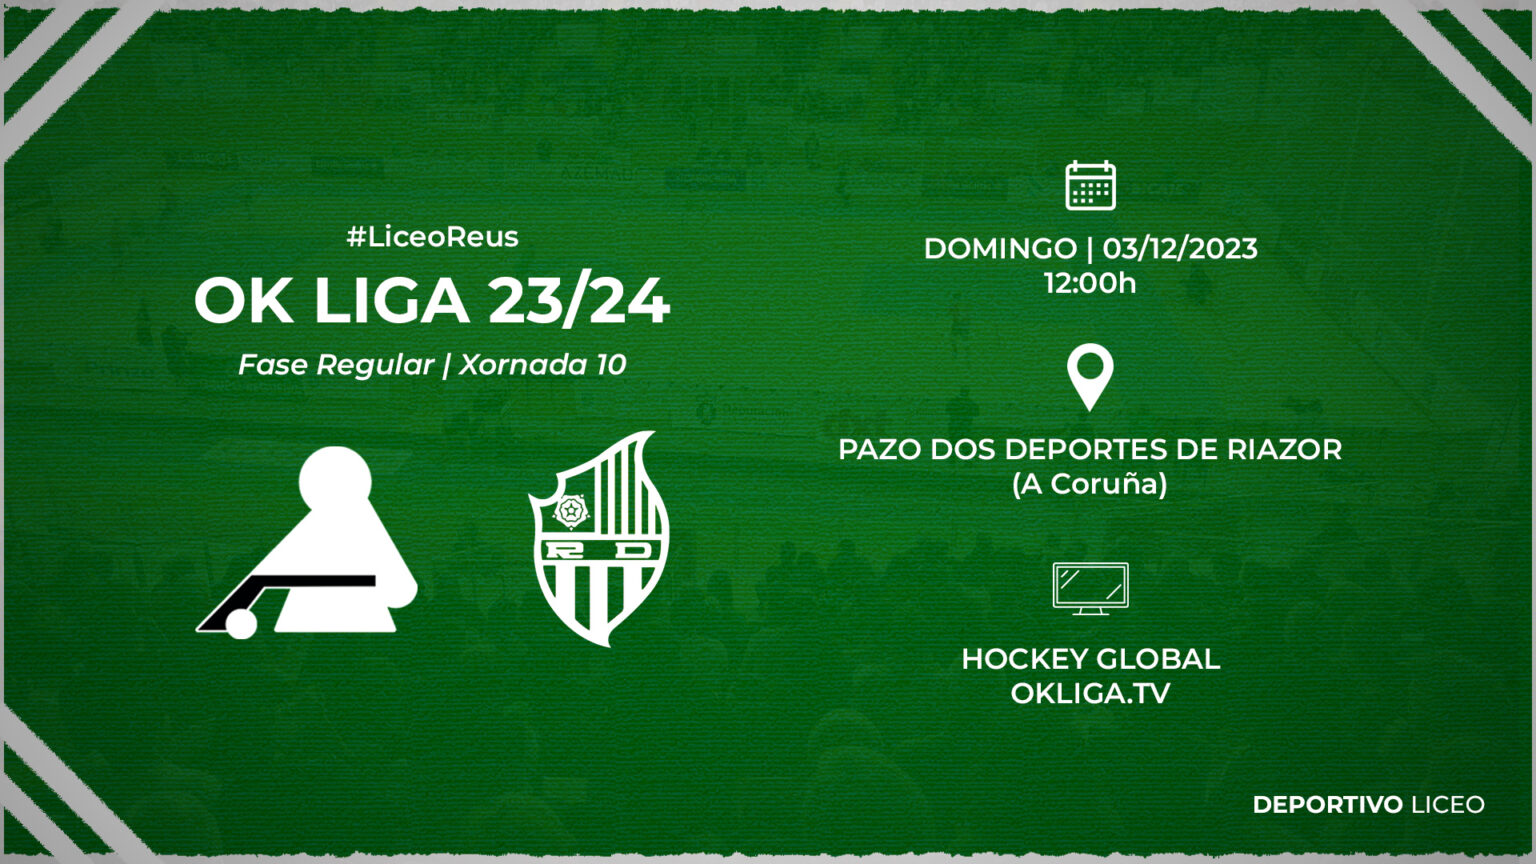 #LiceoReus
OK LIGA 23/24
Fase Regular | Xornada 10
R D
DOMINGO | 03/12/2023
12:00h
PAZO DOS DEPORTES DE RIAZOR
(A Coruña)
HOCKEY GLOBAL
OKLIGA.TV
DEPORTIVO LICEO